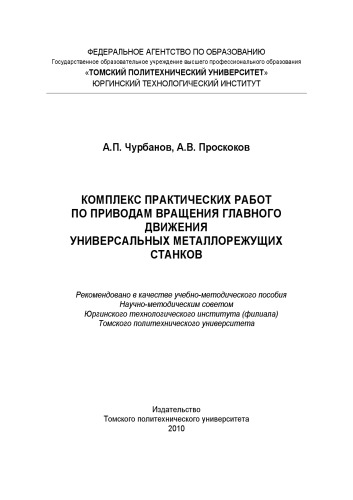 ФЕДЕРАЛЬНОЕ АГЕНТСТВО ПО ОБРАЗОВАНИЮ
Государственное образовательное учреждение высшего профессионального образования
«ТОМСКИЙ ПОЛИТЕХНИЧЕСКИЙ УНИВЕРСИТЕТ»
ЮРГИНСКИЙ ТЕХНОЛОГИЧЕСКИЙ ИНСТИТУТ
А.П. Чурбанов, А.В. Проскоков
КОМПЛЕКС ПРАКТИЧЕСКИХ РАБОТ
ПО ПРИВОДАМ ВРАЩЕНИЯ ГЛАВНОГО
ДВИЖЕНИЯ
УНИВЕРСАЛЬНЫХ МЕТАЛЛОРЕЖУЩИХ
СТАНКОВ
Рекомендовано в качестве учебно-методического пособия
Научно-методическим советом
Юргинского технологического института (филиала)
Томского политехнического университета
Издательство
Томского политехнического университета
2010